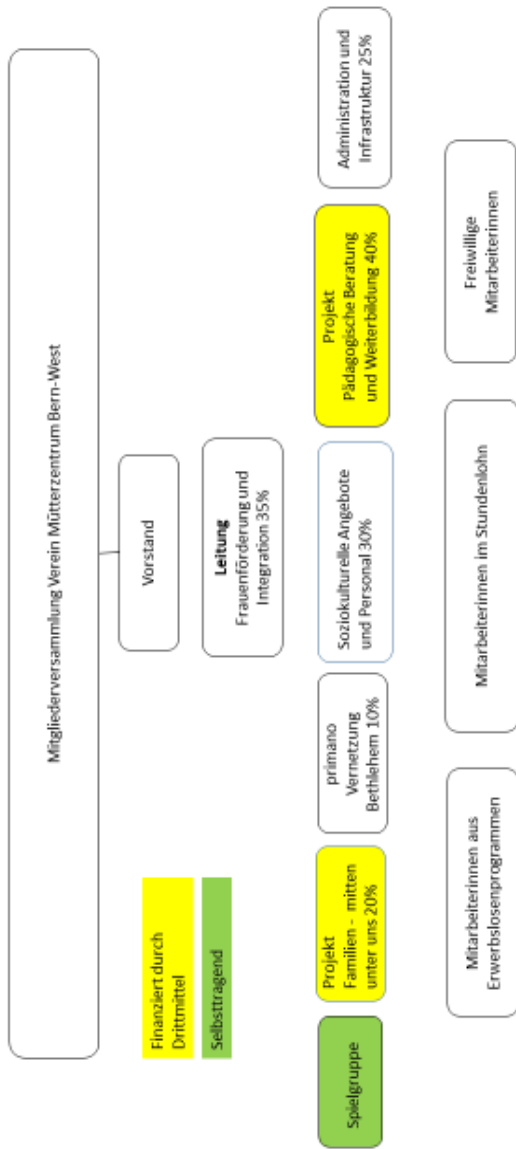 Mitgliederversammlung Verein Mütterzentrum Bern-West
Vorstand
Finanziert durch
Drittmittel
Selbsttragend
Leitung
Frauenförderung und
Integration 35%
Spielgruppe
Projekt
Familien - mitten
unter uns 20%
primano
Vernetzung
Bethlehem 10%
Soziokulturelle Angebote
und Personal 30%
Projekt
Pädagogische Beratung
und Weiterbildung 40%
Administration und
Infrastruktur 25%
Mitarbeiterinnen aus
Erwerbslosenprogrammen
Mitarbeiterinnen im Stundenlohn
Freiwillige
Mitarbeiterinnen